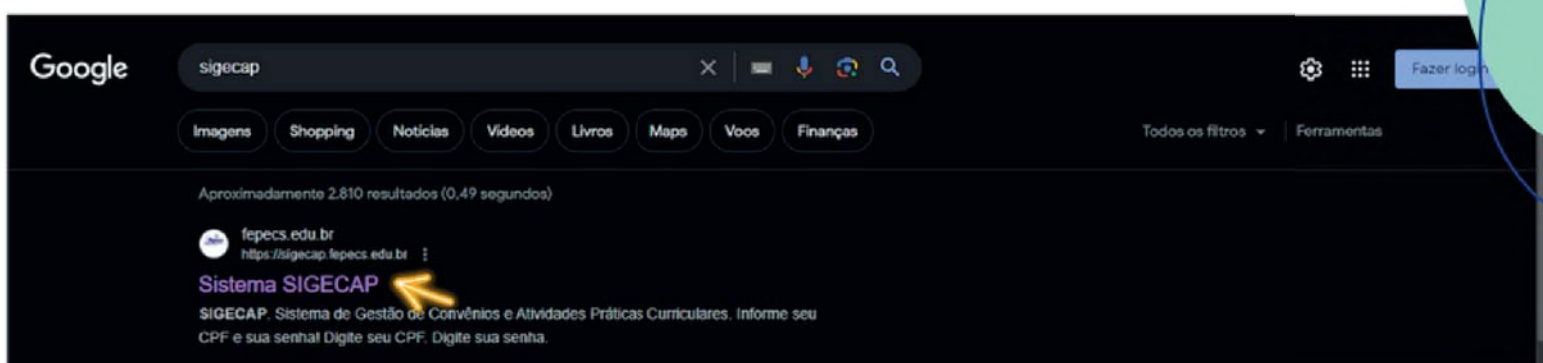 Google
sigecap
Fazer login
Imagens Shopping Notícias Vídeos Livros Maps Voos Finanças
Todos os filtros Ferramentas
Aproximadamente 2.810 resultados (0,49 segundos)
fepecs.edu.br
https://sigecap.fepecs.edu.br
Sistema SIGECAP
SIGECAP. Sistema de Gestão de Convênios e Atividades Práticas Curriculares. Informe seu
CPF e sua senha! Digite seu CPF. Digite sua senha.